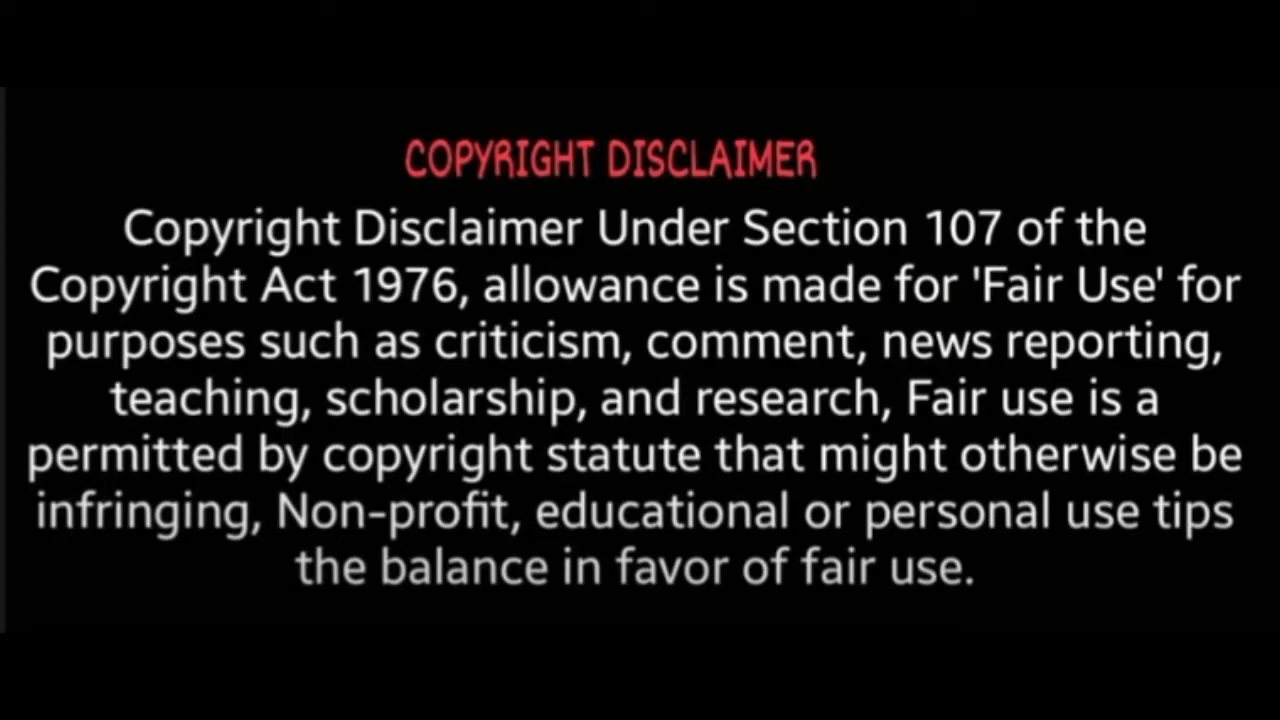 COPYRIGHT DISCLAIMER
Copyright Disclaimer Under Section 107 of the
Copyright Act 1976, allowance is made for 'Fair Use' for
purposes such as criticism, comment, news reporting,
teaching, scholarship, and research, Fair use is a
permitted by copyright statute that might otherwise be
infringing, Non-profit, educational or personal use tips
the balance in favor of fair use.